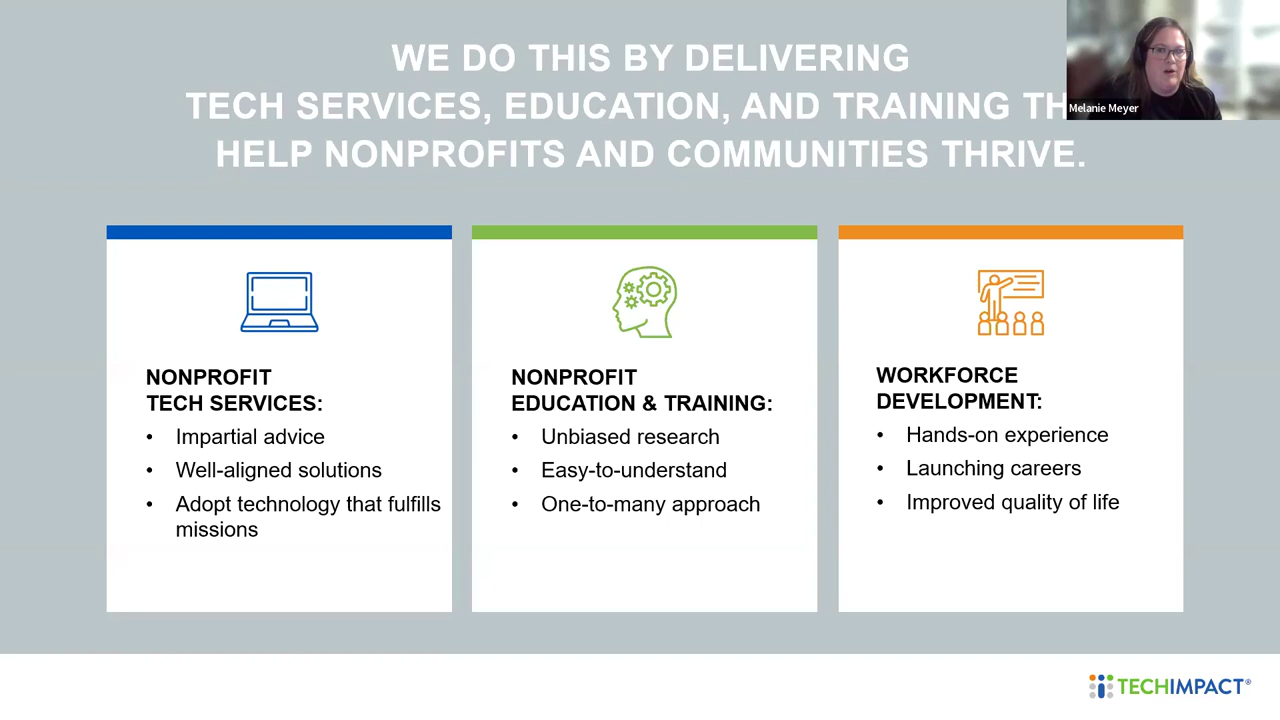 WE DO THIS BY DELIVERING
TECH SERVICES, EDUCATION, AND TRAINING
HELP NONPROFITS AND COMMUNITIES THRIVE.
Melanie Meyer
NONPROFIT
TECH SERVICES:
• Impartial advice
• Well-aligned solutions
• Adopt technology that fulfills
missions
NONPROFIT
EDUCATION & TRAINING:
• Unbiased research
• Easy-to-understand
• One-to-many approach
WORKFORCE
DEVELOPMENT:
• Hands-on experience
• Launching careers
• Improved quality of life
TECHIMPACT®